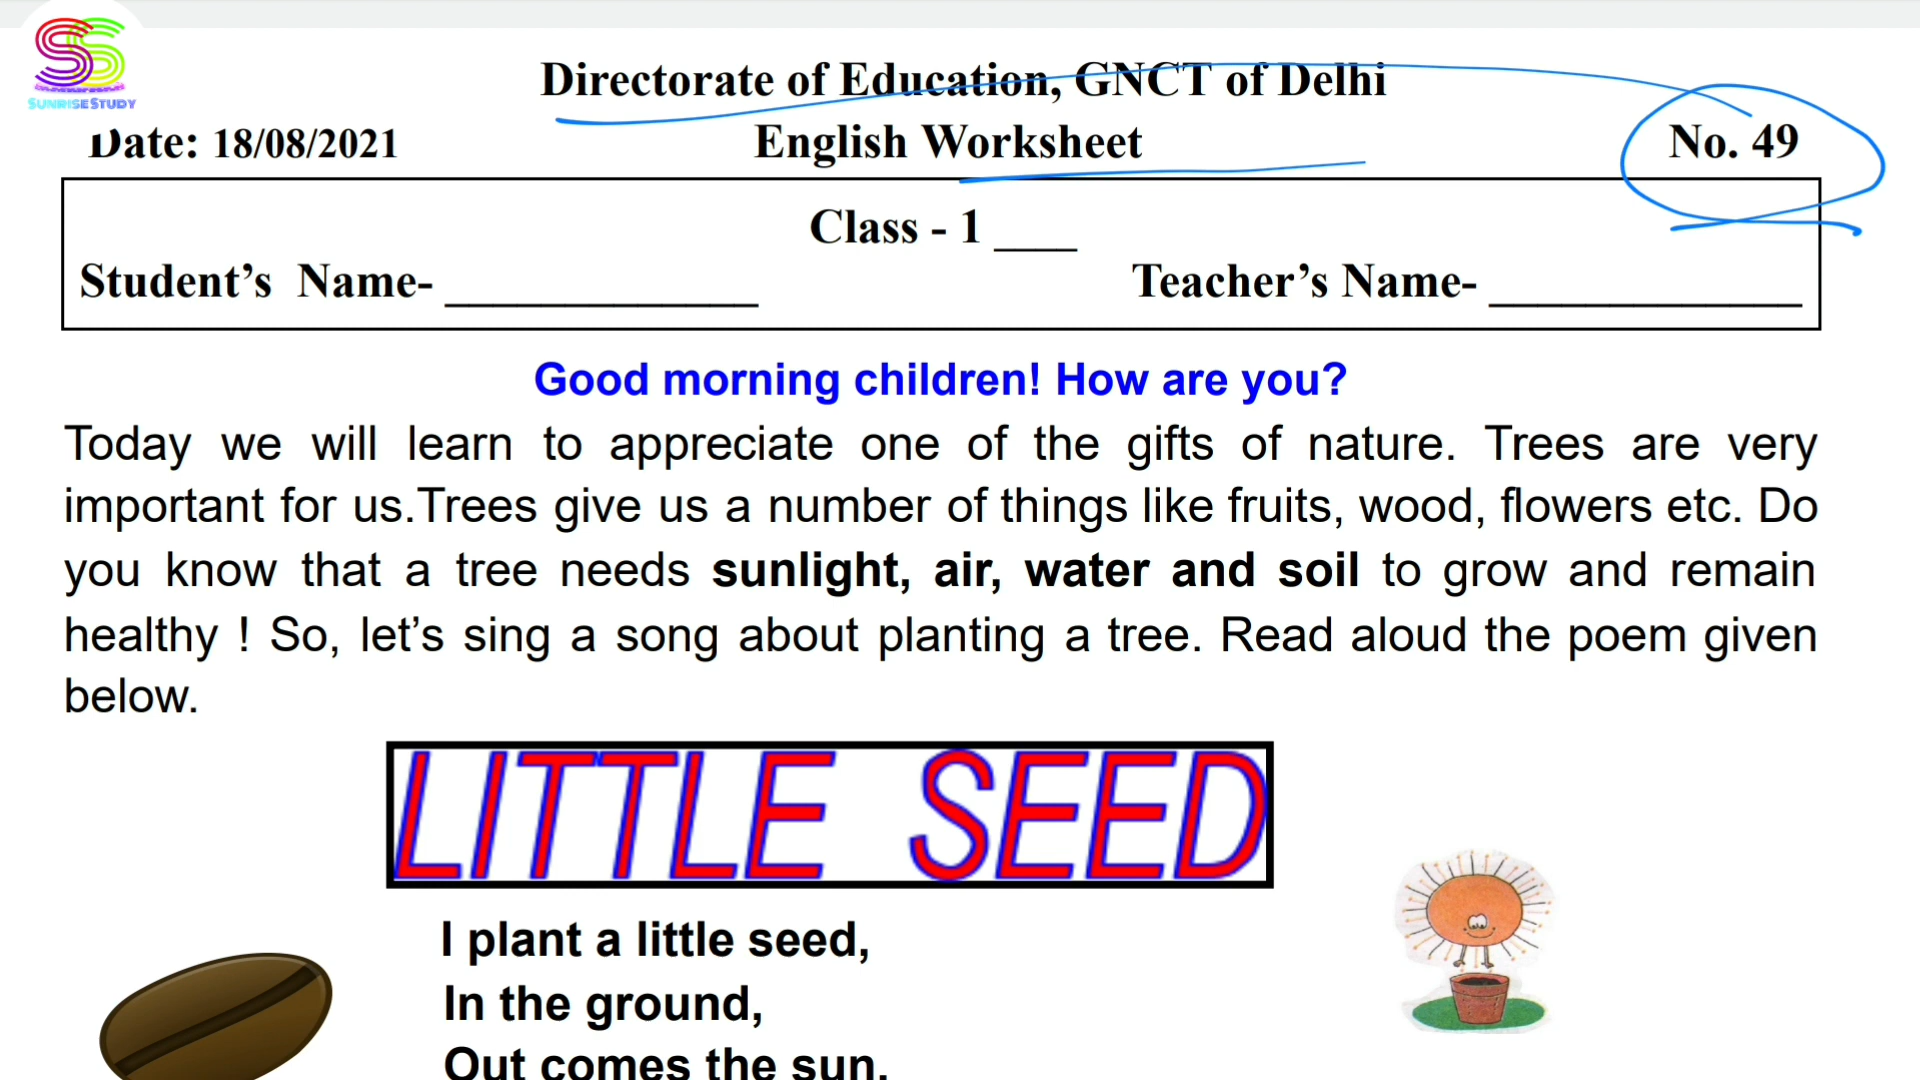 SS
SUNRISESTUDY
Directorate of Education, GNCT of Delhi
Date: 18/08/2021 English Worksheet No. 49
Class - 1 ____
Student’s Name- _____________ Teacher’s Name- _____________
Good morning children! How are you?
Today we will learn to appreciate one of the gifts of nature. Trees are very
important for us.Trees give us a number of things like fruits, wood, flowers etc. Do
you know that a tree needs sunlight, air, water and soil to grow and remain
healthy ! So, let’s sing a song about planting a tree. Read aloud the poem given
below.
LITTLE SEED
I plant a little seed,
In the ground,
Out comes the sun,